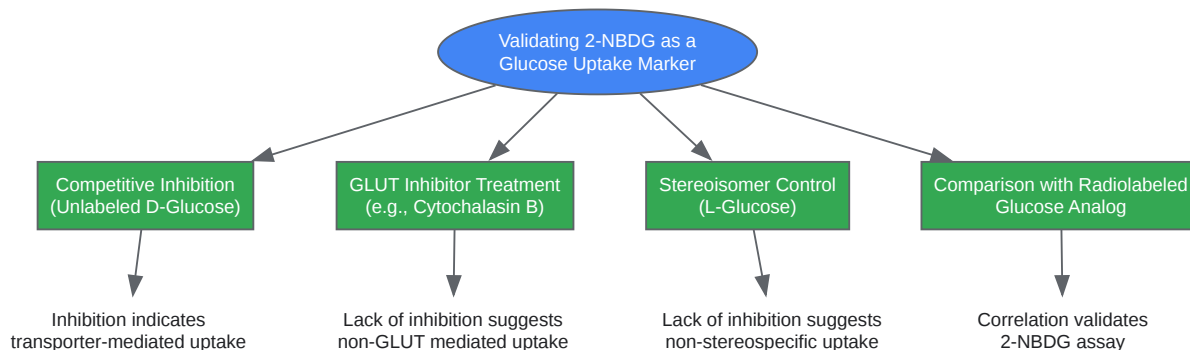 Validating 2-NBDG as a
Glucose Uptake Marker
Competitive Inhibition
(Unlabeled D-Glucose)
GLUT Inhibitor Treatment
(e.g., Cytochalasin B)
Stereoisomer Control
(L-Glucose)
Comparison with Radiolabeled
Glucose Analog
Inhibition indicates
transporter-mediated uptake
Lack of inhibition suggests
non-GLUT mediated uptake
Lack of inhibition suggests
non-stereospecific uptake
Correlation validates
2-NBDG assay